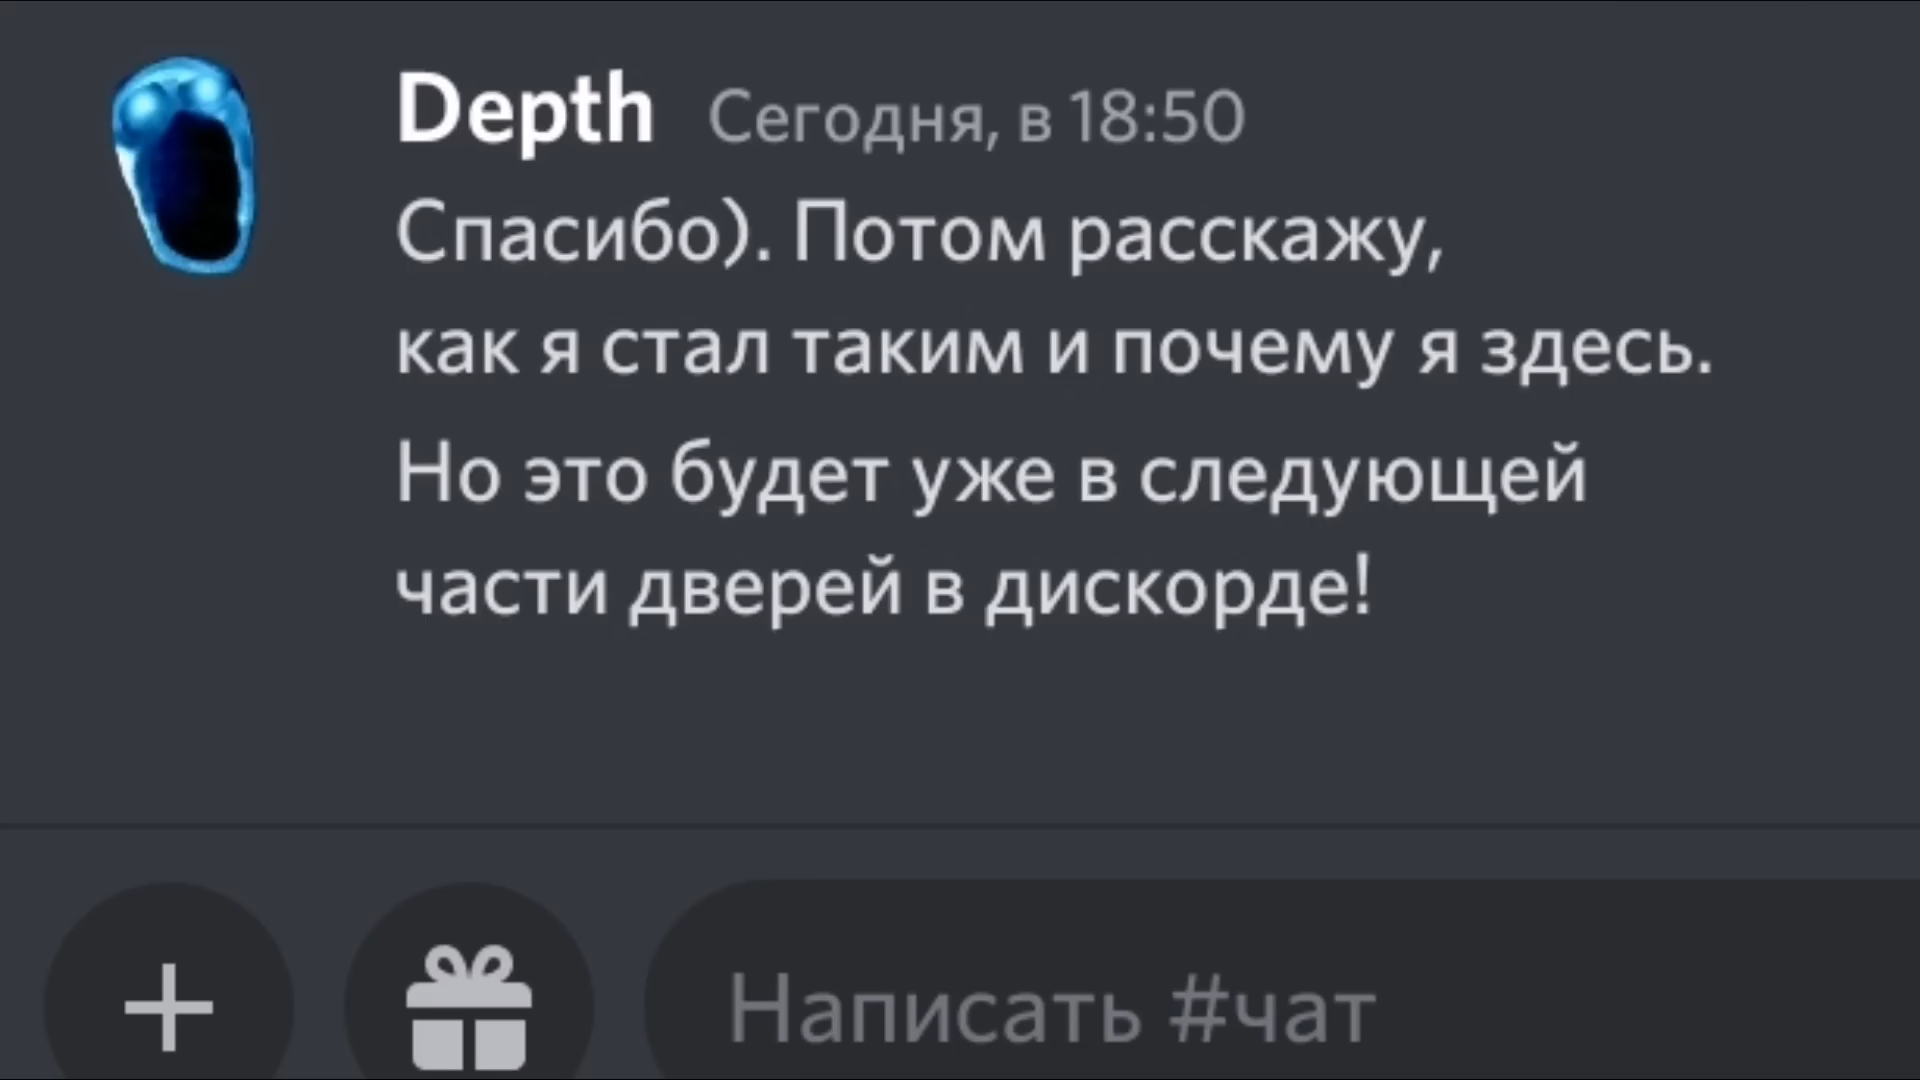 Depth Сегодня, в 18:50
Спасибо). Потом расскажу,
как я стал таким и почему я здесь.
Но это будет уже в следующей
части дверей в дискорде!
Написать #чат